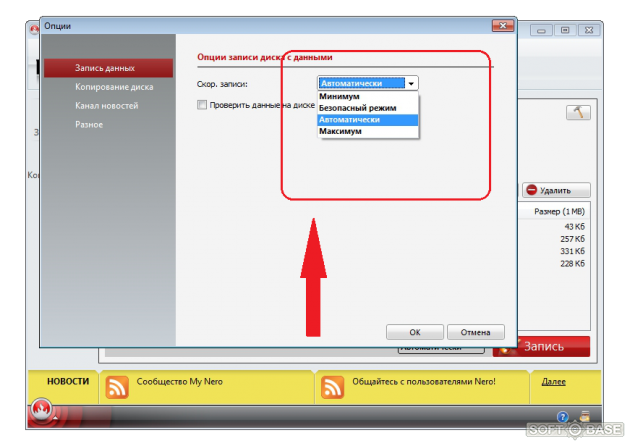 Опции
Запись данных
Копирование диска
Канал новостей
Разное
Опции записи диска с данными
Скор. записи:
Автоматически
Минимум
Безопасный режим
Автоматически
Максимум
Проверить данные на диске
OK
Отмена
Удалить
Размер (1 MB)
43 Кб
257 Кб
331 Кб
228 Кб
Автоматически
Запись
НОВОСТИ
Сообщество My Nero
Общайтесь с пользователями Nero!
Далее
SOFT BASE